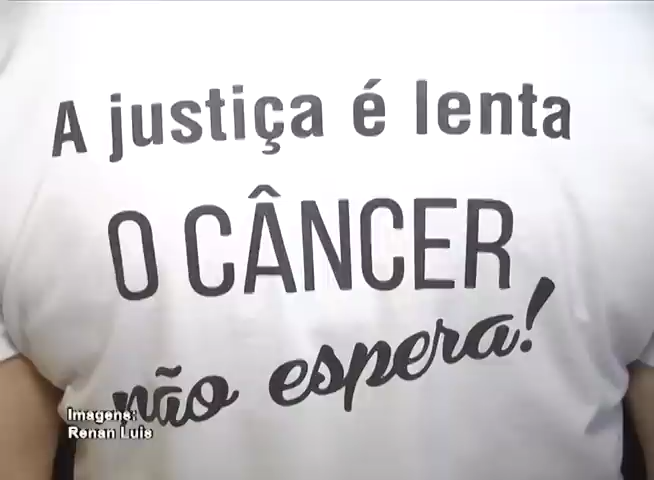 A justiça é lenta
O CÂNCER
não espera!
Imagens:
Renan Luis